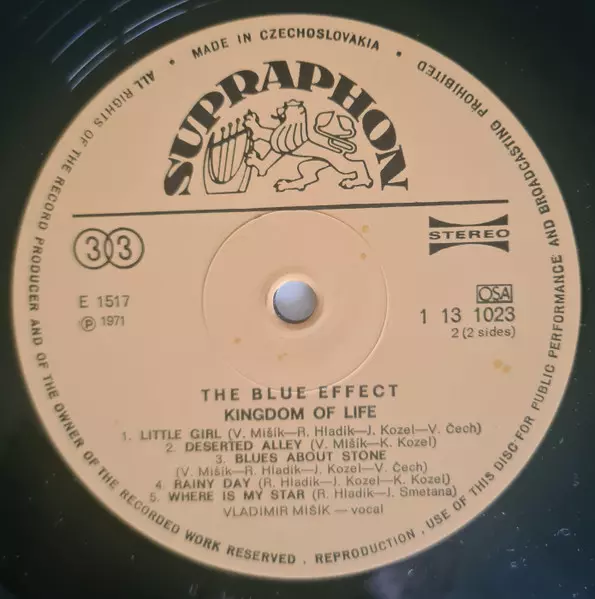 MADE IN CZECHOSLOVAKIA • BROADCASTING PROHIBITED
SUPRAPHON
33
STEREO
E 1517
OSA
℗ 1971
1 13 1023
2 (2 sides)
THE BLUE EFFECT
KINGDOM OF LIFE
1. LITTLE GIRL (V. Mišík—R. Hladík—J. Kozel—V. Čech)
2. DESERTED ALLEY (V. Mišík—K. Kozel)
3. BLUES ABOUT STONE
(V. Mišík—R. Hladík—J. Kozel—V. Čech)
4. RAINY DAY (R. Hladík—J. Kozel—K. Kozel)
5. WHERE IS MY STAR (R. Hladík—J. Smetana)
VLADIMÍR MIŠÍK — vocal
ALL RIGHTS OF THE RECORD PRODUCER AND OF THE OWNER OF THE RECORDED WORK RESERVED . REPRODUCTION , USE OF THIS DISC FOR PUBLIC PERFORMANCE AND BROADCASTING PROHIBITED